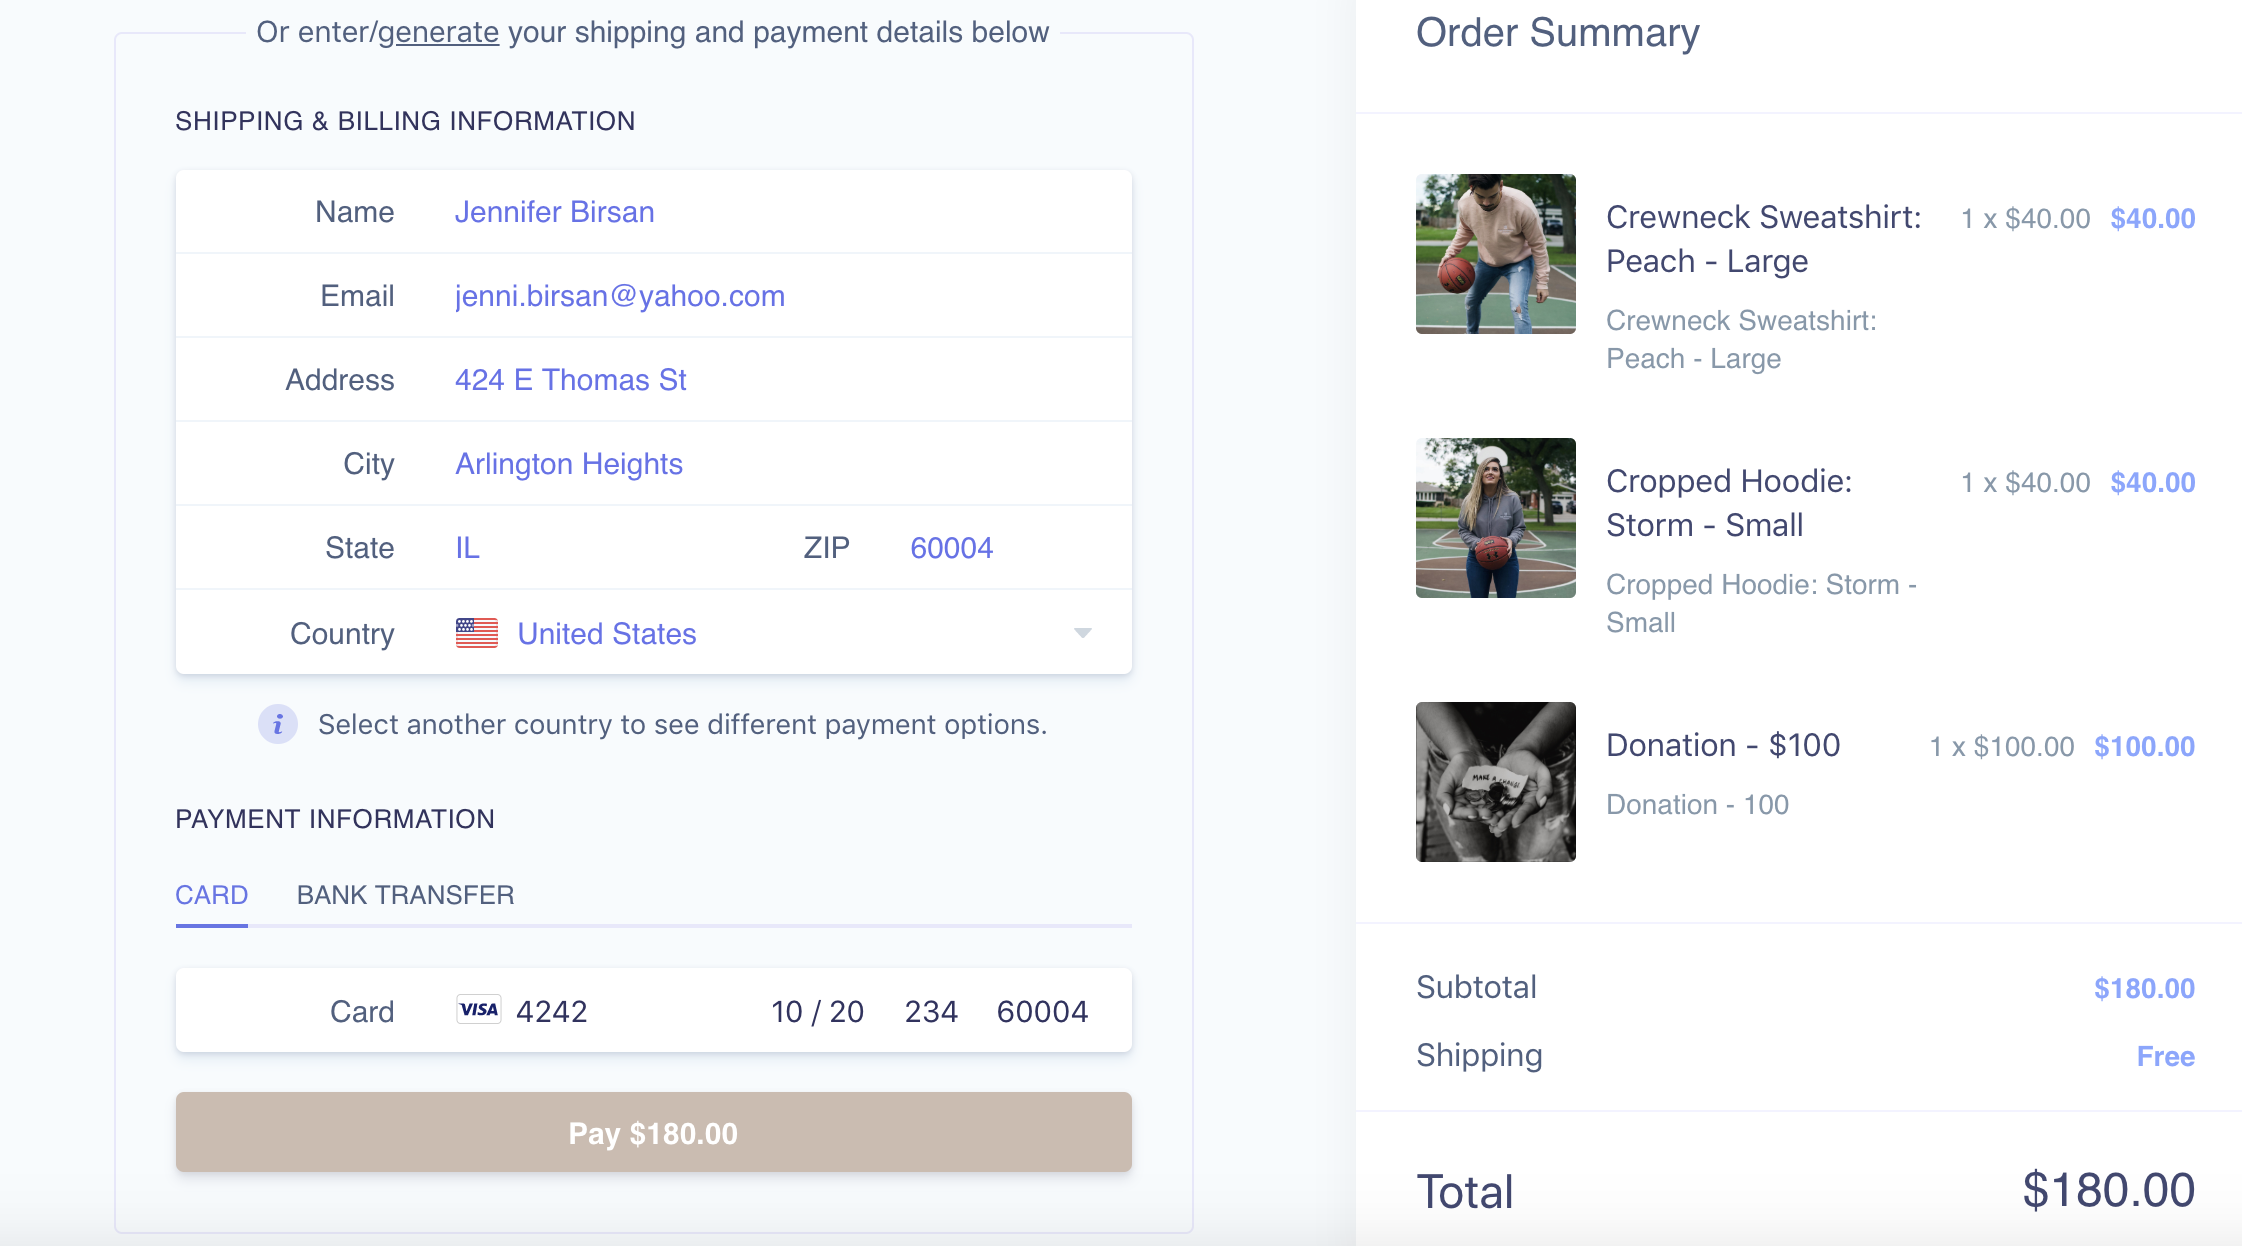 Or enter/generate your shipping and payment details below
SHIPPING & BILLING INFORMATION
Name Jennifer Birsan
Email jenni.birsan@yahoo.com
Address 424 E Thomas St
City Arlington Heights
State IL ZIP 60004
Country United States
i Select another country to see different payment options.
PAYMENT INFORMATION
CARD BANK TRANSFER
Card VISA 4242 10 / 20 234 60004
Pay $180.00
Order Summary
Crewneck Sweatshirt: 1 x $40.00 $40.00
Peach - Large
Crewneck Sweatshirt:
Peach - Large
Cropped Hoodie: 1 x $40.00 $40.00
Storm - Small
Cropped Hoodie: Storm -
Small
MAKE A CHANGE
Donation - $100 1 x $100.00 $100.00
Donation - 100
Subtotal $180.00
Shipping Free
Total $180.00